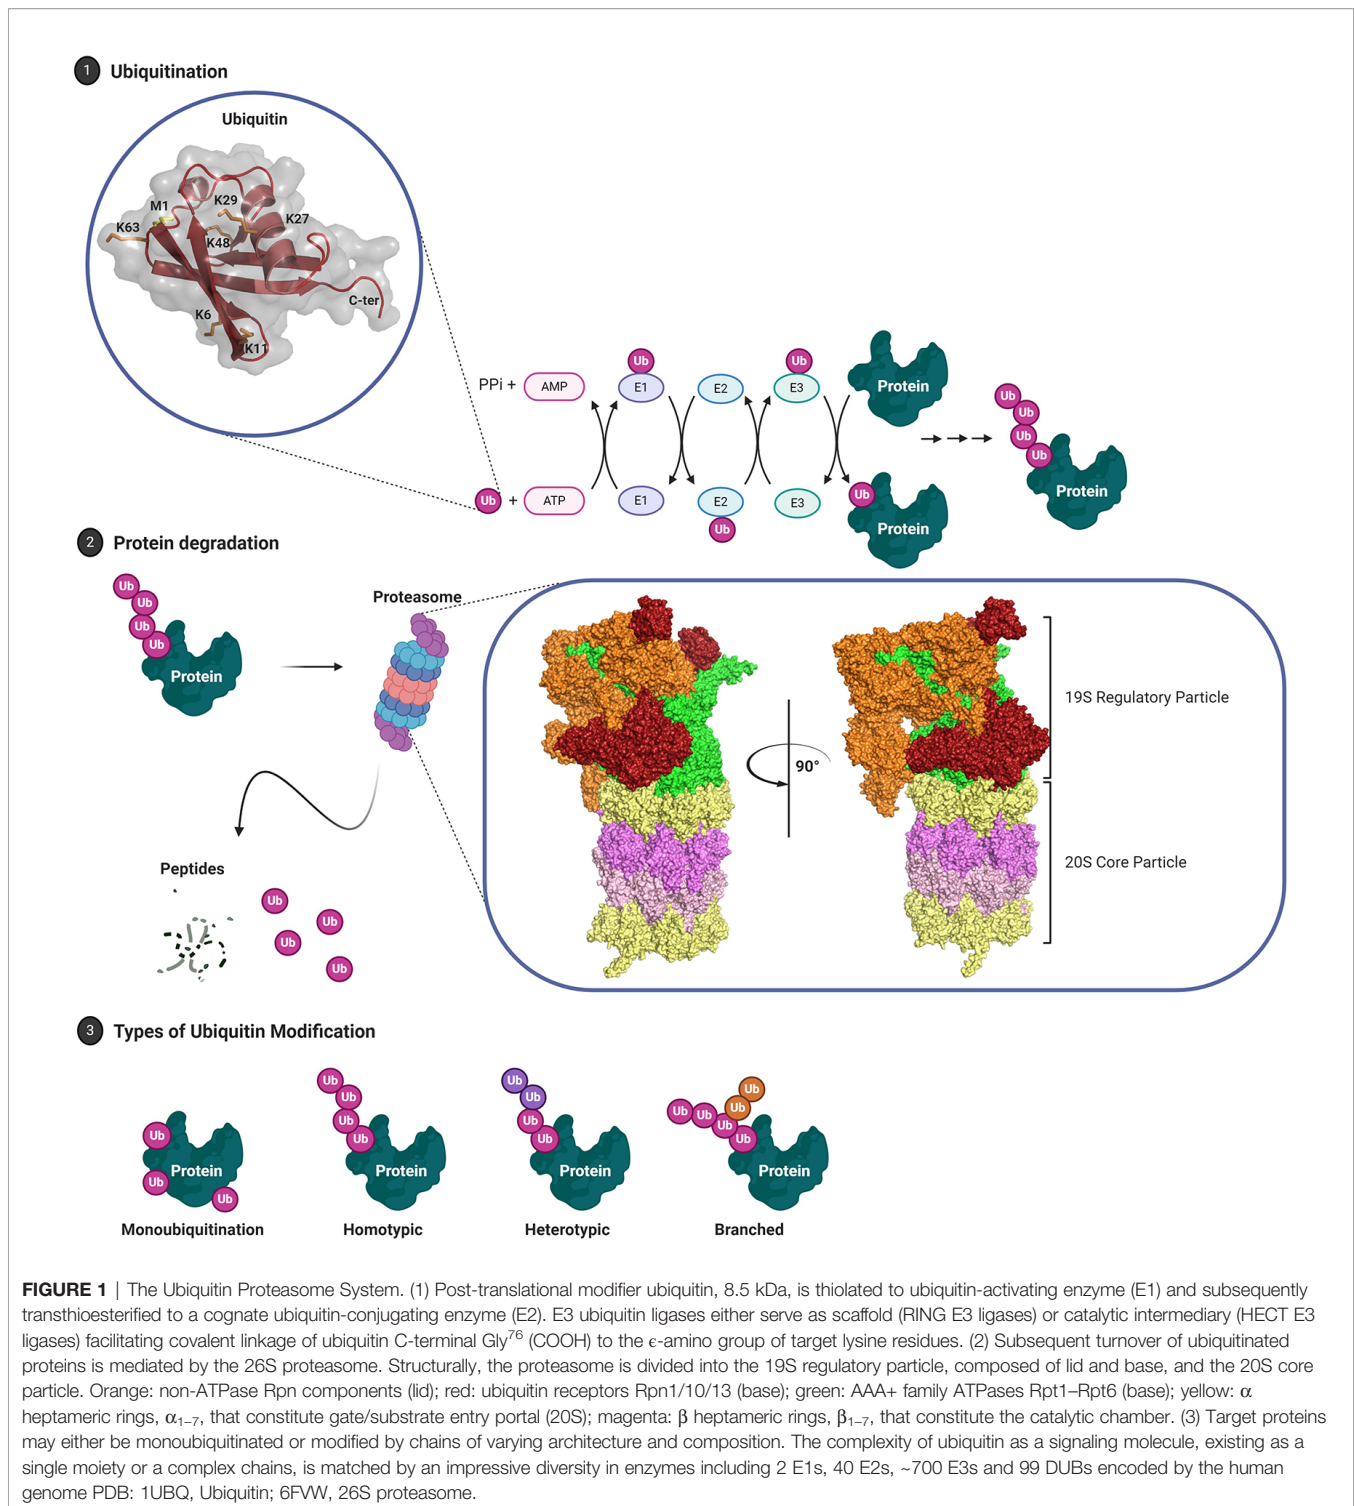 1 Ubiquitination
Ubiquitin
K29
M1
K27
K63
K48
C-ter
K6
K11
PPi + AMP
Ub
E1
E2
Ub
E3
Protein
Ub
Ub
Ub
Ub
Protein
Ub + ATP
E1
E2
Ub
E3
Ub
Protein
2 Protein degradation
Ub
Ub
Ub
Ub
Protein
Proteasome
90°
19S Regulatory Particle
20S Core Particle
Peptides
Ub
Ub
Ub
Ub
3 Types of Ubiquitin Modification
Ub
Ub
Ub
Protein
Monoubiquitination
Ub
Ub
Ub
Ub
Protein
Homotypic
Ub
Ub
Ub
Ub
Protein
Heterotypic
Ub
Ub
Ub
Ub
Ub
Ub
Protein
Branched
FIGURE 1 | The Ubiquitin Proteasome System. (1) Post-translational modifier ubiquitin, 8.5 kDa, is thiolated to ubiquitin-activating enzyme (E1) and subsequently
transthioesterified to a cognate ubiquitin-conjugating enzyme (E2). E3 ubiquitin ligases either serve as scaffold (RING E3 ligases) or catalytic intermediary (HECT E3
ligases) facilitating covalent linkage of ubiquitin C-terminal Gly⁷⁶ (COOH) to the ϵ-amino group of target lysine residues. (2) Subsequent turnover of ubiquitinated
proteins is mediated by the 26S proteasome. Structurally, the proteasome is divided into the 19S regulatory particle, composed of lid and base, and the 20S core
particle. Orange: non-ATPase Rpn components (lid); red: ubiquitin receptors Rpn1/10/13 (base); green: AAA+ family ATPases Rpt1–Rpt6 (base); yellow: α
heptameric rings, α₁₋₇, that constitute gate/substrate entry portal (20S); magenta: β heptameric rings, β₁₋₇, that constitute the catalytic chamber. (3) Target proteins
may either be monoubiquitinated or modified by chains of varying architecture and composition. The complexity of ubiquitin as a signaling molecule, existing as a
single moiety or a complex chains, is matched by an impressive diversity in enzymes including 2 E1s, 40 E2s, ~700 E3s and 99 DUBs encoded by the human
genome PDB: 1UBQ, Ubiquitin; 6FVW, 26S proteasome.